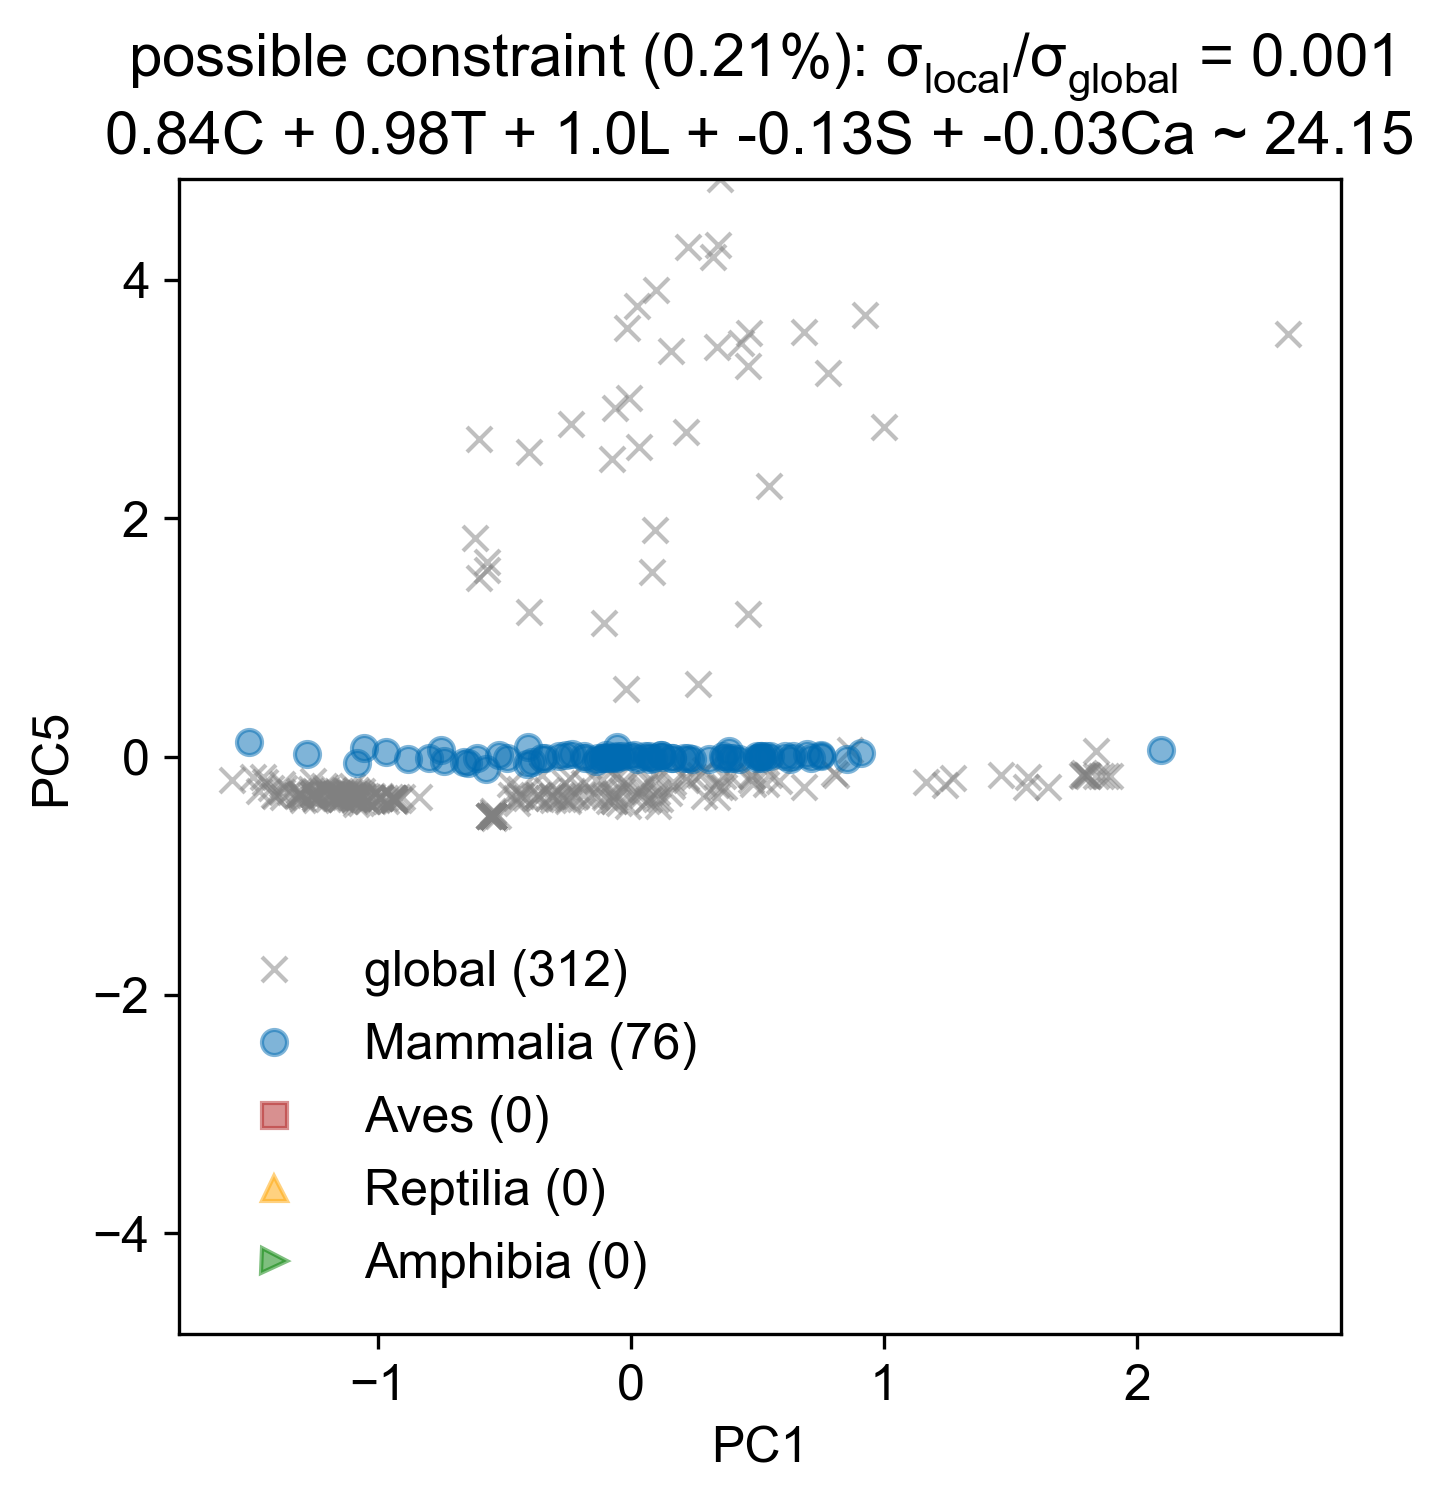 possible constraint (0.21%): σlocal/σglobal = 0.001
0.84C + 0.98T + 1.0L + -0.13S + -0.03Ca ~ 24.15
4
2
0
−2
−4
PC5
global (312)
Mammalia (76)
Aves (0)
Reptilia (0)
Amphibia (0)
−1 0 1 2
PC1